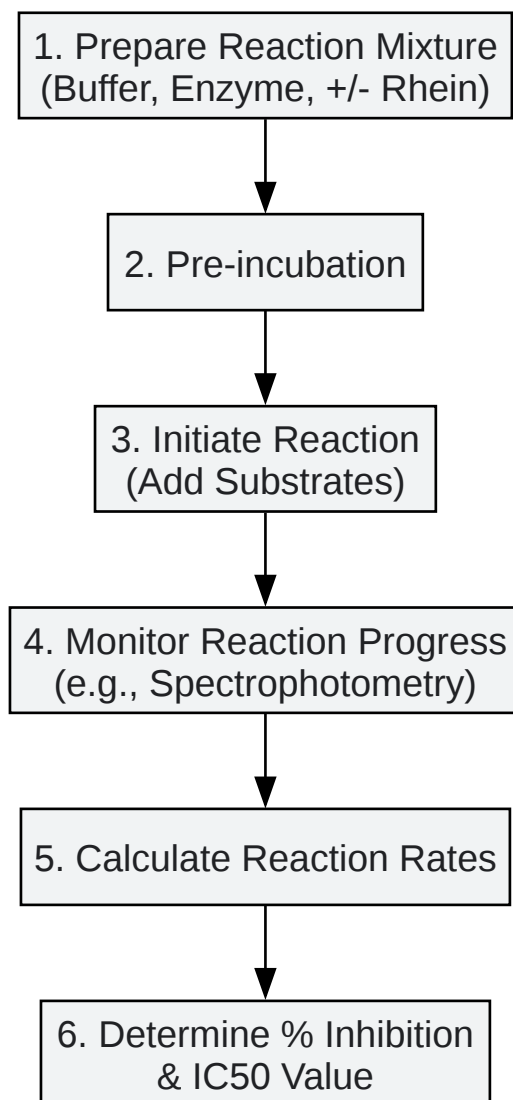 1. Prepare Reaction Mixture
(Buffer, Enzyme, +/- Rhein)
2. Pre-incubation
3. Initiate Reaction
(Add Substrates)
4. Monitor Reaction Progress
(e.g., Spectrophotometry)
5. Calculate Reaction Rates
6. Determine % Inhibition
& IC50 Value